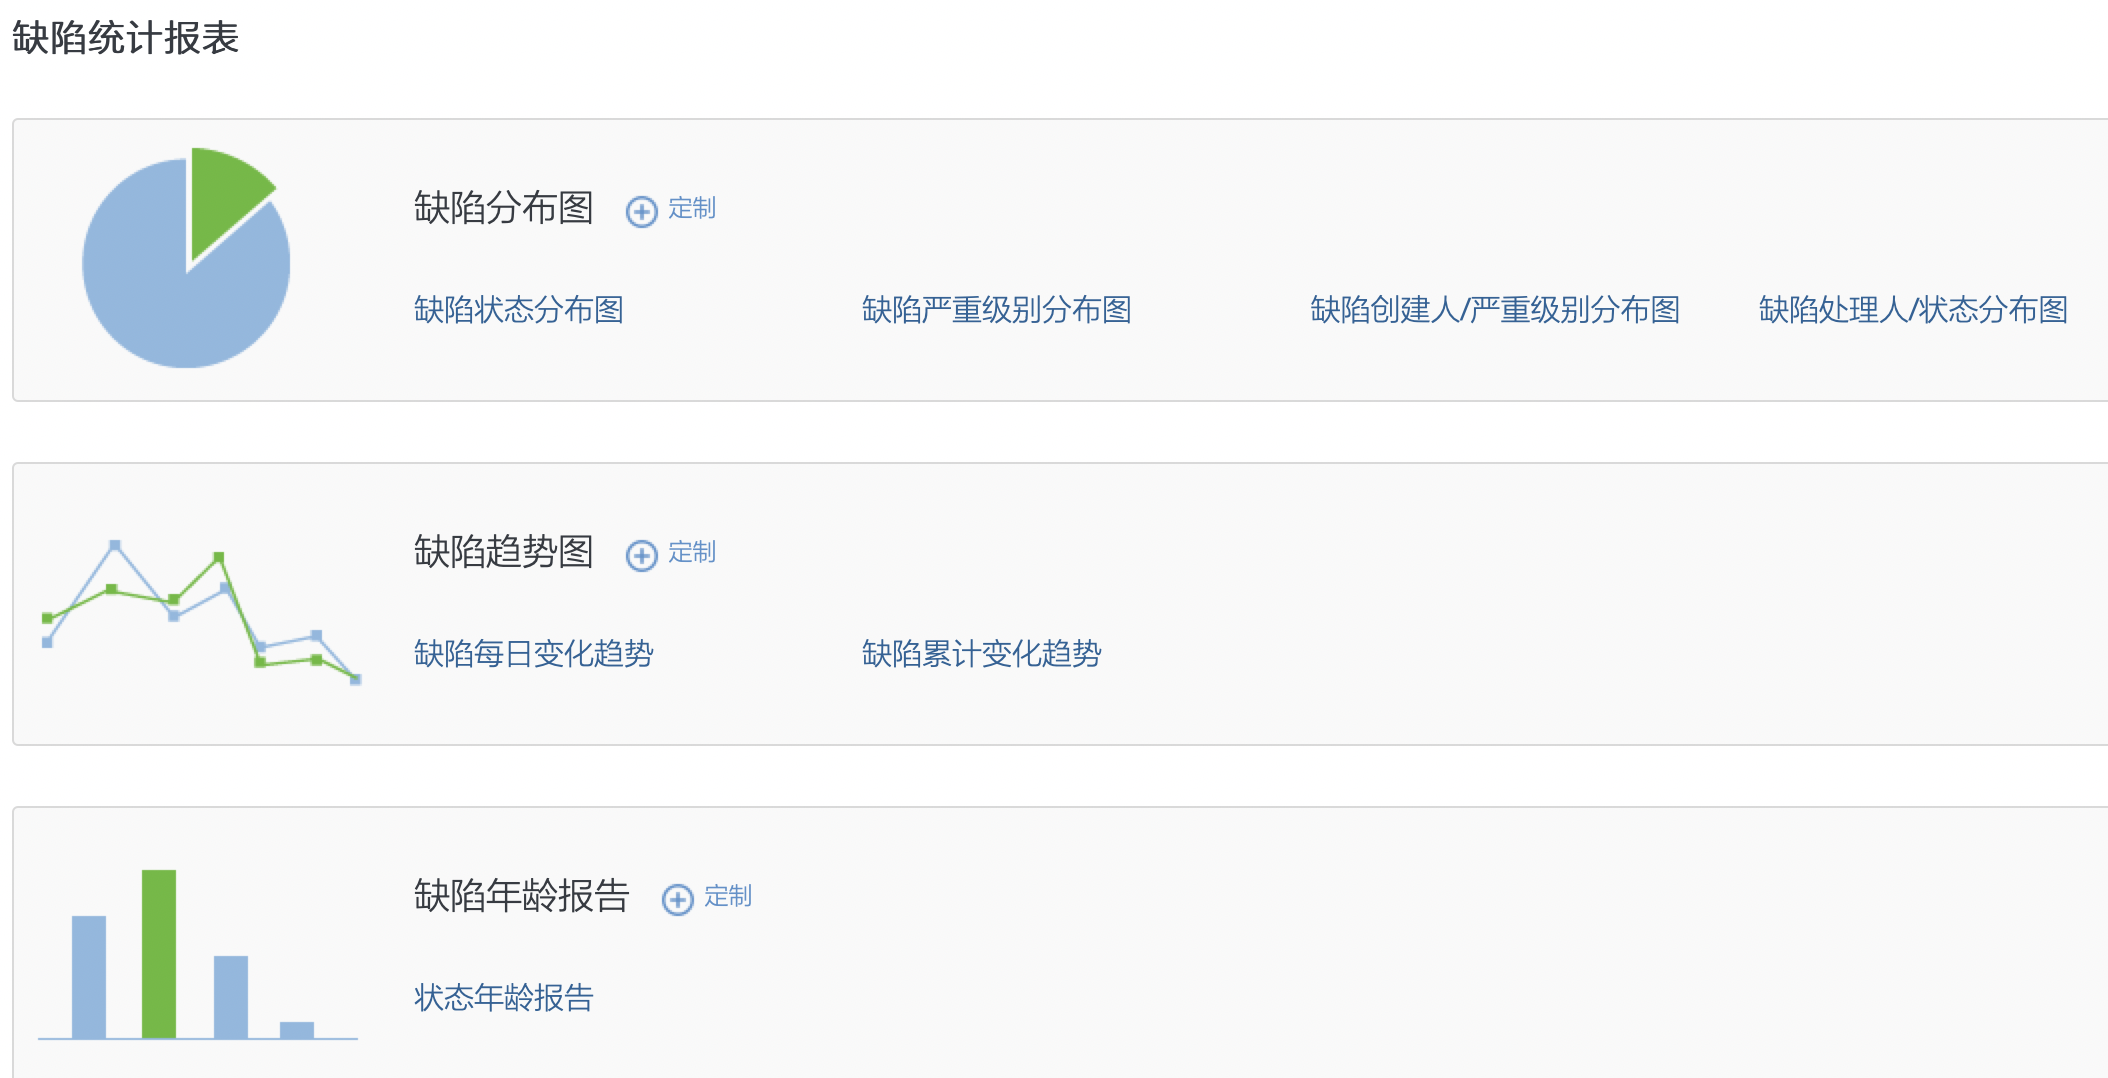 缺陷统计报表
缺陷分布图 定制
缺陷状态分布图 缺陷严重级别分布图 缺陷创建人/严重级别分布图 缺陷处理人/状态分布图
缺陷趋势图 定制
缺陷每日变化趋势 缺陷累计变化趋势
缺陷年龄报告 定制
状态年龄报告